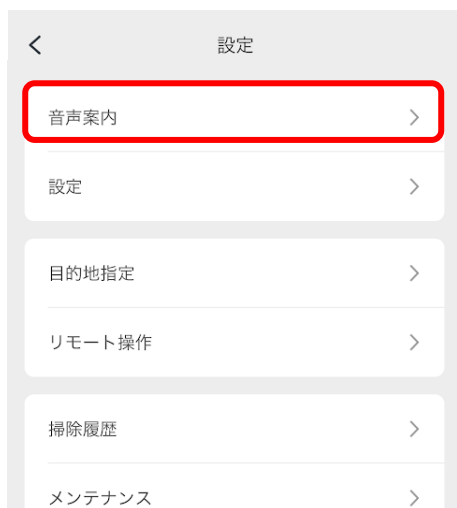 設定
音声案内
設定
目的地指定
リモート操作
掃除履歴
メンテナンス